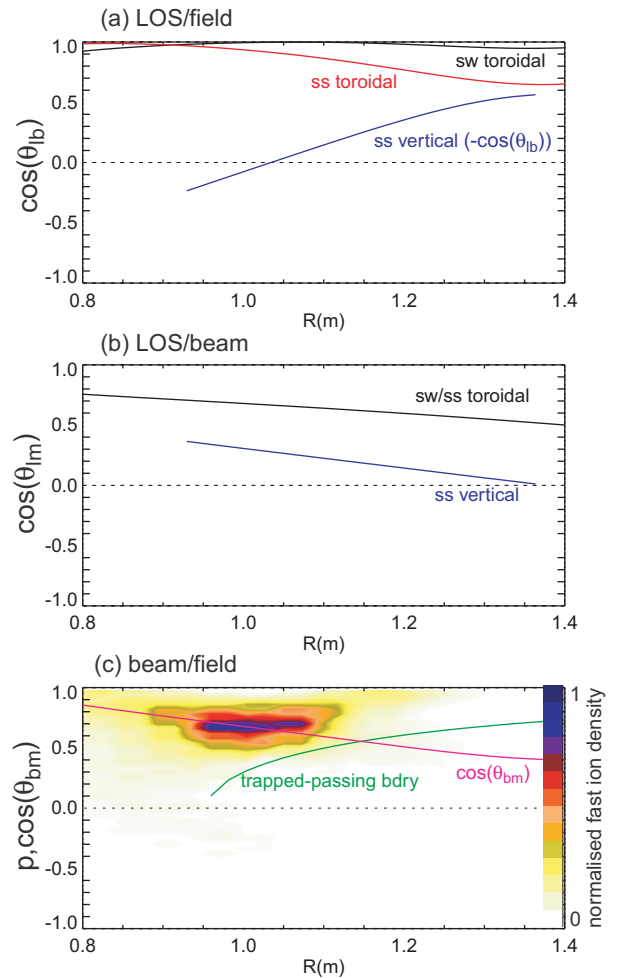 (a) LOS/field
1.0
0.5
0.0
-0.5
-1.0
cos(θlb)
sw toroidal
ss toroidal
ss vertical (-cos(θlb))
0.8
1.0
1.2
1.4
R(m)
(b) LOS/beam
1.0
0.5
0.0
-0.5
-1.0
cos(θlm)
sw/ss toroidal
ss vertical
0.8
1.0
1.2
1.4
R(m)
(c) beam/field
1.0
0.5
0.0
-0.5
-1.0
p,cos(θbm)
trapped-passing bdry
cos(θbm)
1
0
normalised fast ion density
0.8
1.0
1.2
1.4
R(m)